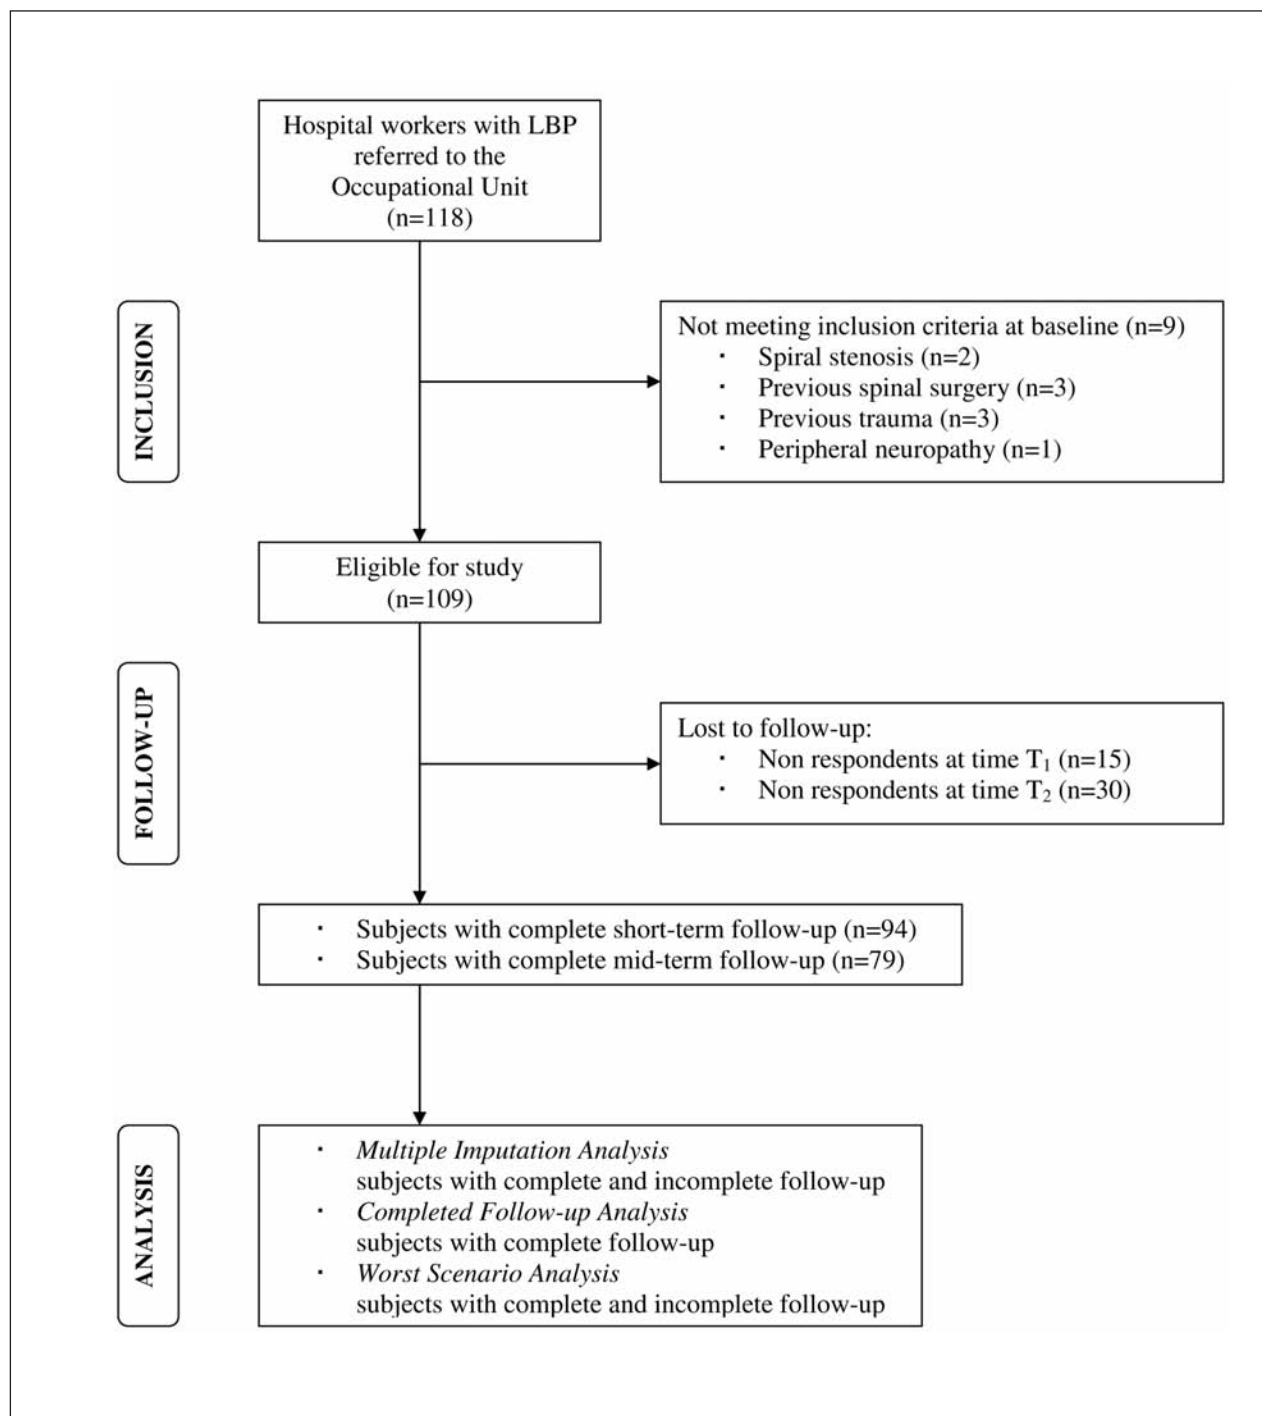 Hospital workers with LBP
referred to the
Occupational Unit
(n=118)
INCLUSION
Not meeting inclusion criteria at baseline (n=9)
· Spiral stenosis (n=2)
· Previous spinal surgery (n=3)
· Previous trauma (n=3)
· Peripheral neuropathy (n=1)
Eligible for study
(n=109)
FOLLOW-UP
Lost to follow-up:
· Non respondents at time T₁ (n=15)
· Non respondents at time T₂ (n=30)
· Subjects with complete short-term follow-up (n=94)
· Subjects with complete mid-term follow-up (n=79)
ANALYSIS
· Multiple Imputation Analysis
subjects with complete and incomplete follow-up
· Completed Follow-up Analysis
subjects with complete follow-up
· Worst Scenario Analysis
subjects with complete and incomplete follow-up